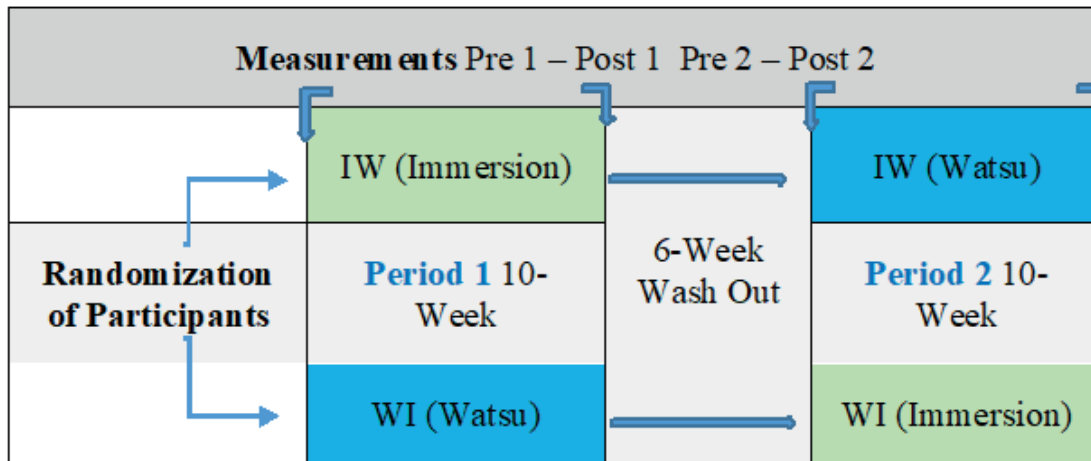 Measurements Pre 1 – Post 1 Pre 2 – Post 2
IW (Immersion)
IW (Watsu)
Randomization
of Participants
Period 1 10-
Week
6-Week
Wash Out
Period 2 10-
Week
WI (Watsu)
WI (Immersion)